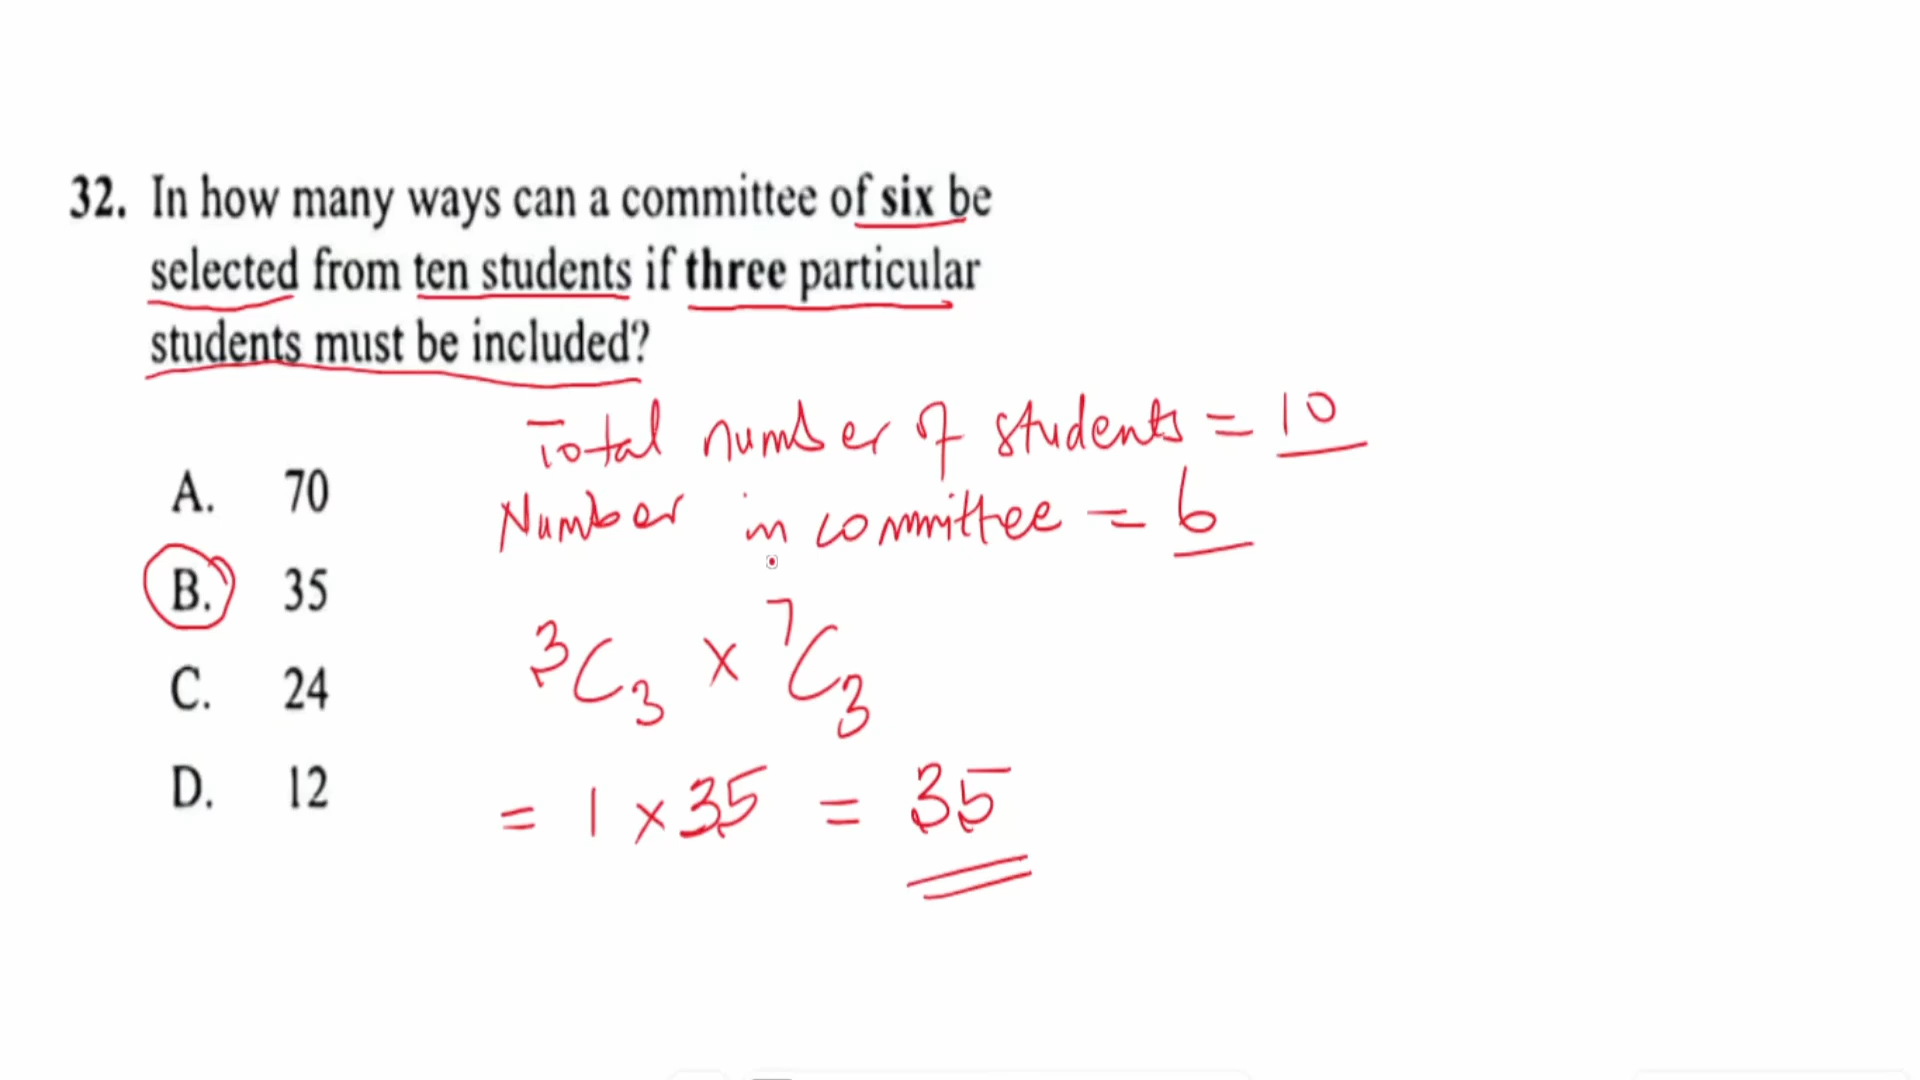 32. In how many ways can a committee of six be
selected from ten students if three particular
students must be included?
Total number of students = 10
A. 70
Number in committee = 6
B. 35
³C₃ × ⁷C₃
C. 24
D. 12
= 1 × 35 = 35